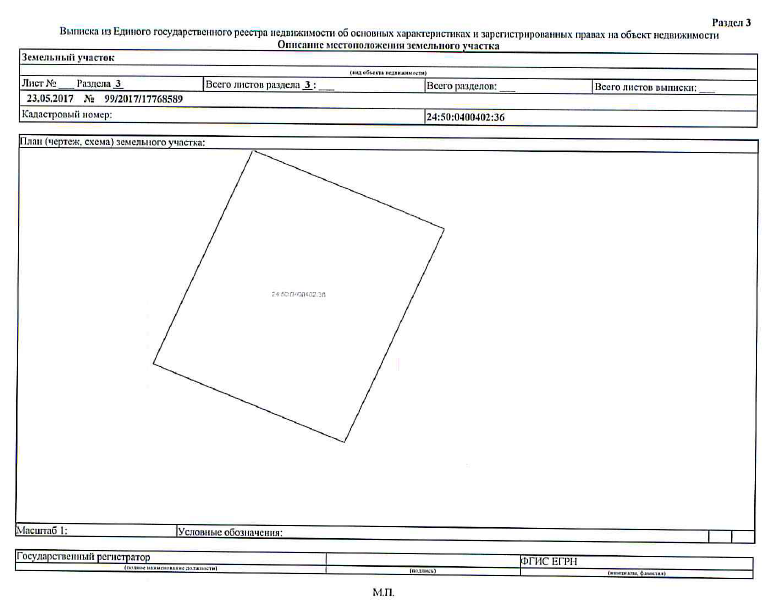 Раздел 3
Выписка из Единого государственного реестра недвижимости об основных характеристиках и зарегистрированных правах на объект недвижимости
Описание местоположения земельного участка
Земельный участок
(вид объекта недвижимости)
Лист № ___ Раздела 3 Всего листов раздела 3 : ___ Всего разделов: ___ Всего листов выписки: ___
23.05.2017 № 99/2017/17768589
Кадастровый номер: 24:50:0400402:36
План (чертеж, схема) земельного участка:
24:50:0400402:36
Масштаб 1: Условные обозначения:
Государственный регистратор ФГИС ЕГРН
(полное наименование должности) (подпись) (инициалы, фамилия)
М.П.